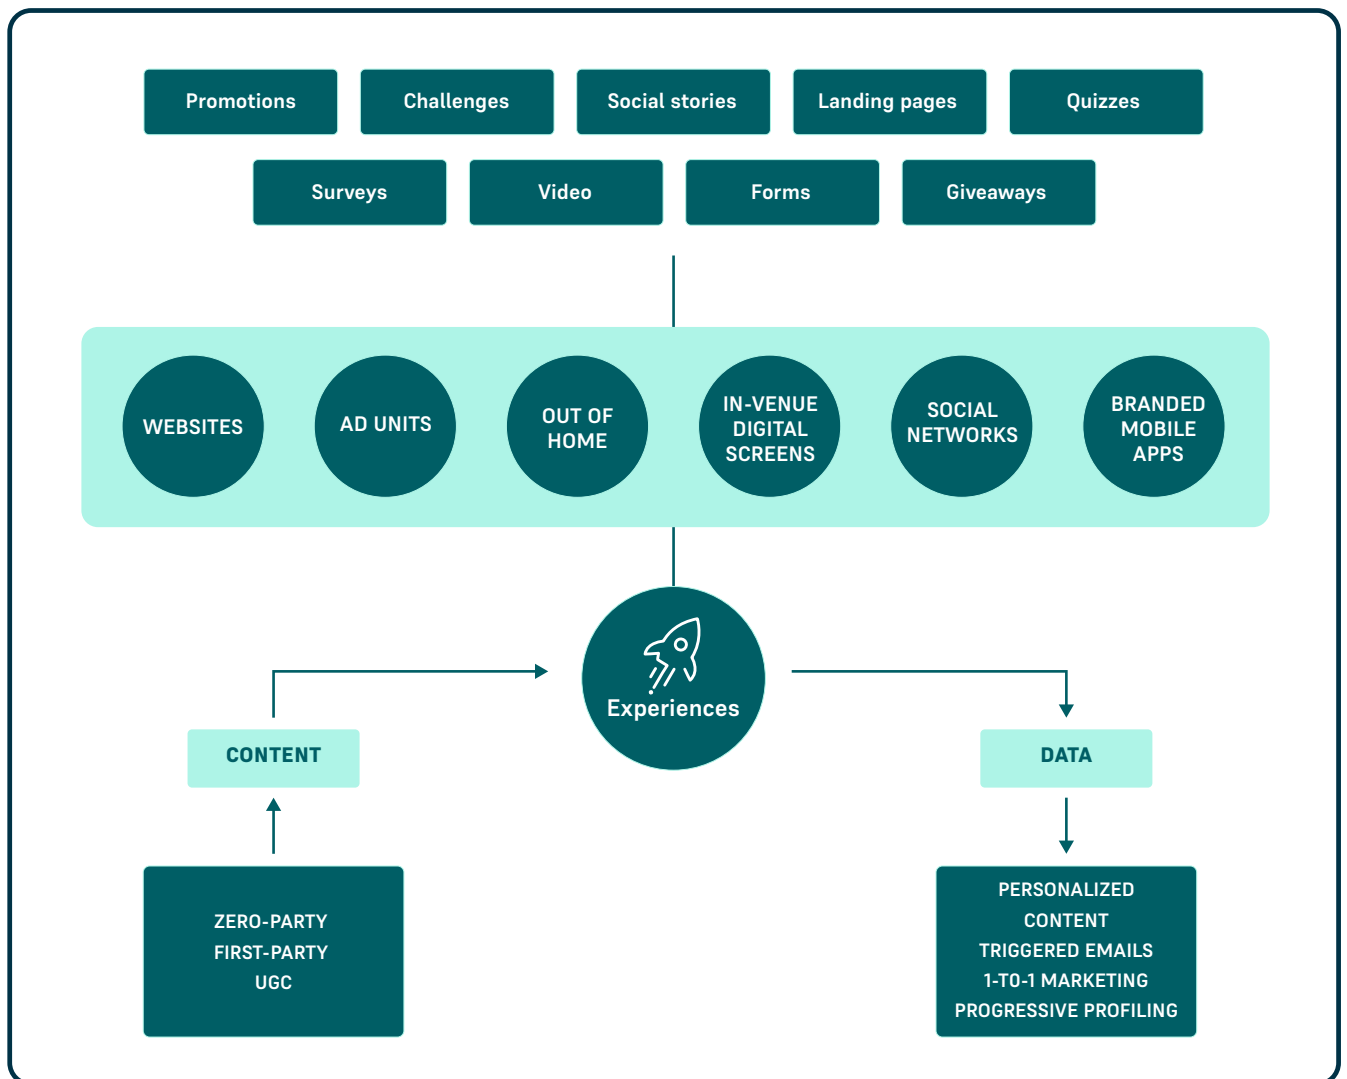 Promotions
Challenges
Social stories
Landing pages
Quizzes
Surveys
Video
Forms
Giveaways
WEBSITES
AD UNITS
OUT OF
HOME
IN-VENUE
DIGITAL
SCREENS
SOCIAL
NETWORKS
BRANDED
MOBILE
APPS
Experiences
CONTENT
DATA
ZERO-PARTY
FIRST-PARTY
UGC
PERSONALIZED
CONTENT
TRIGGERED EMAILS
1-TO-1 MARKETING
PROGRESSIVE PROFILING